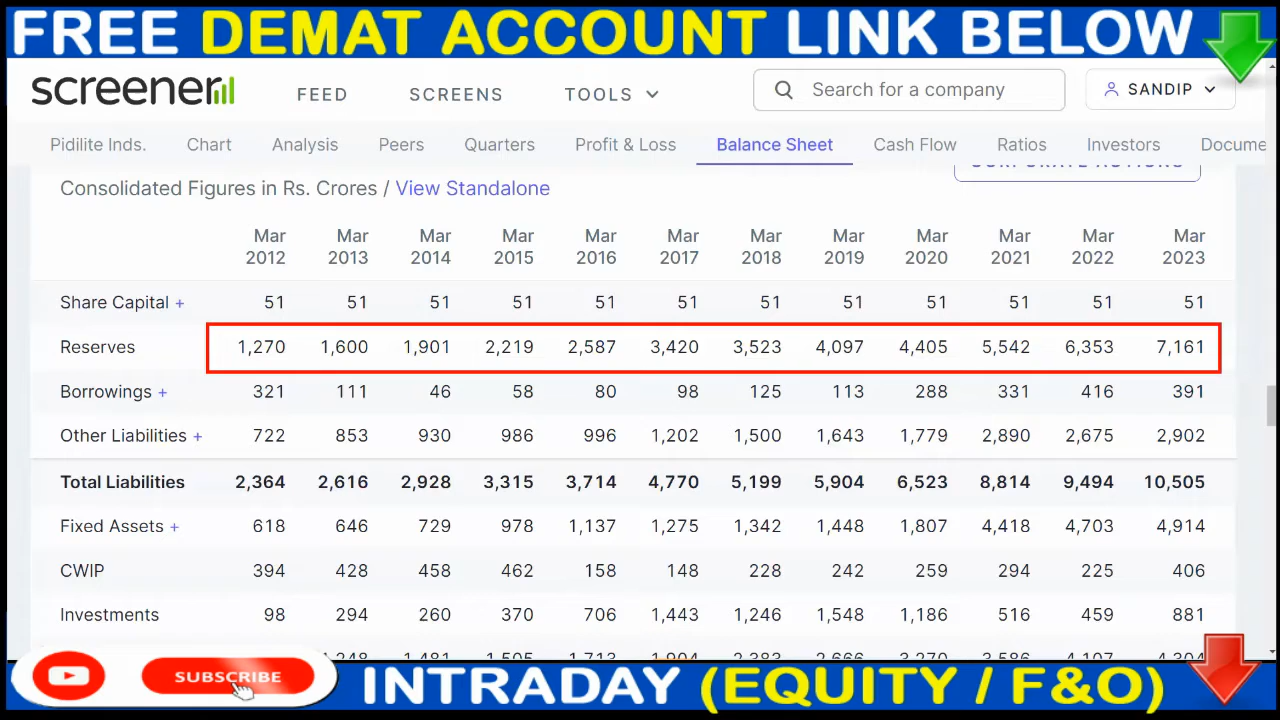 FREE DEMAT ACCOUNT LINK BELOW
screener
FEED SCREENS TOOLS Search for a company SANDIP
Pidilite Inds. Chart Analysis Peers Quarters Profit & Loss Balance Sheet Cash Flow Ratios Investors Docume
CORPORATE ACTIONS
Consolidated Figures in Rs. Crores / View Standalone
Mar Mar Mar Mar Mar Mar Mar Mar Mar Mar Mar Mar
2012 2013 2014 2015 2016 2017 2018 2019 2020 2021 2022 2023
Share Capital + 51 51 51 51 51 51 51 51 51 51 51 51
Reserves 1,270 1,600 1,901 2,219 2,587 3,420 3,523 4,097 4,405 5,542 6,353 7,161
Borrowings + 321 111 46 58 80 98 125 113 288 331 416 391
Other Liabilities + 722 853 930 986 996 1,202 1,500 1,643 1,779 2,890 2,675 2,902
Total Liabilities 2,364 2,616 2,928 3,315 3,714 4,770 5,199 5,904 6,523 8,814 9,494 10,505
Fixed Assets + 618 646 729 978 1,137 1,275 1,342 1,448 1,807 4,418 4,703 4,914
CWIP 394 428 458 462 158 148 228 242 259 294 225 406
Investments 98 294 260 370 706 1,443 1,246 1,548 1,186 516 459 881
SUBSCRIBE
INTRADAY (EQUITY / F&O)